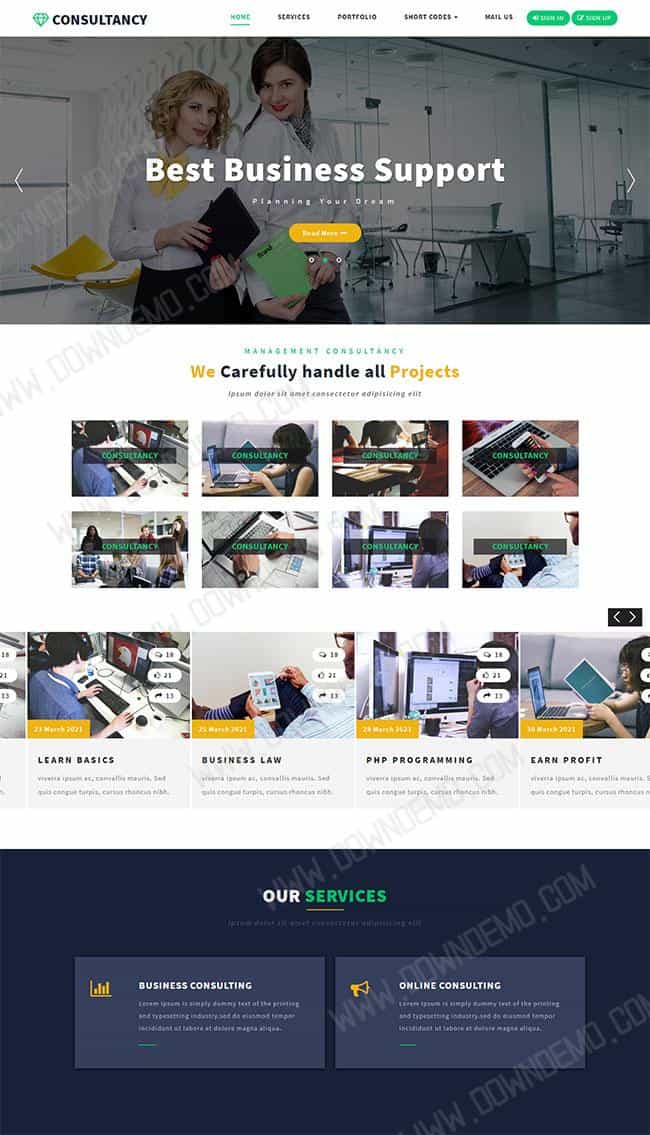 CONSULTANCY
HOME SERVICES PORTFOLIO SHORT CODES MAIL US SIGN IN SIGN UP
Best Business Support
Planning Your Dream
Read More
Brand
MANAGEMENT CONSULTANCY
We Carefully handle all Projects
Ipsum dolor sit amet consectetur adipisicing elit
CONSULTANCY CONSULTANCY CONSULTANCY CONSULTANCY
CONSULTANCY CONSULTANCY CONSULTANCY CONSULTANCY
18 18 18 18
21 21 21 21
13 13 13 13
23 March 2021 25 March 2021 28 March 2021 30 March 2021
LEARN BASICS BUSINESS LAW PHP PROGRAMMING EARN PROFIT
viverra ipsum ac, convallis mauris. Sed viverra ipsum ac, convallis mauris. Sed viverra ipsum ac, convallis mauris. Sed viverra ipsum ac, convallis mauris.
quis congue turpis, cursus rhoncus nibh. quis congue turpis, cursus rhoncus nibh. quis congue turpis, cursus rhoncus nibh. quis congue turpis, cursus rhoncus
OUR SERVICES
Ipsum dolor sit amet consectetur adipisicing elit
BUSINESS CONSULTING
Lorem Ipsum is simply dummy text of the printing
and typesetting industry.sed do eiusmod tempor
incididunt ut labore et dolore magna aliqua.
ONLINE CONSULTING
Lorem Ipsum is simply dummy text of the printing
and typesetting industry.sed do eiusmod tempor
incididunt ut labore et dolore magna aliqua.
WWW.DOWNDEMO.COM